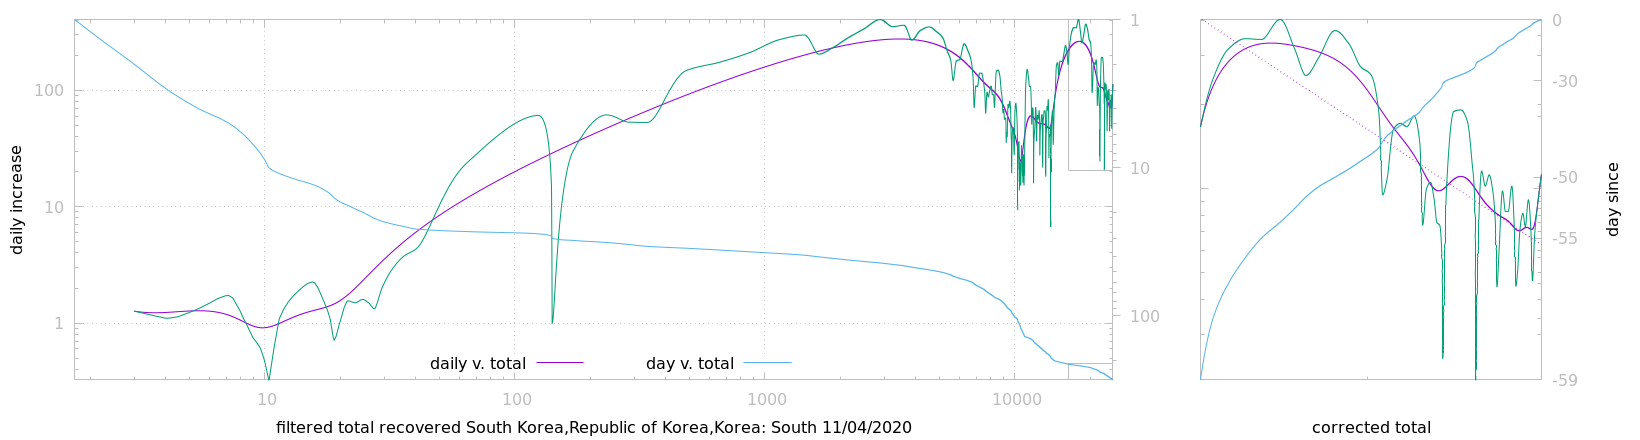 daily increase
100
10
1
10
100
1000
10000
1
10
100
daily v. total
day v. total
filtered total recovered South Korea,Republic of Korea,Korea: South 11/04/2020
0
-30
-50
-55
-59
day since
corrected total